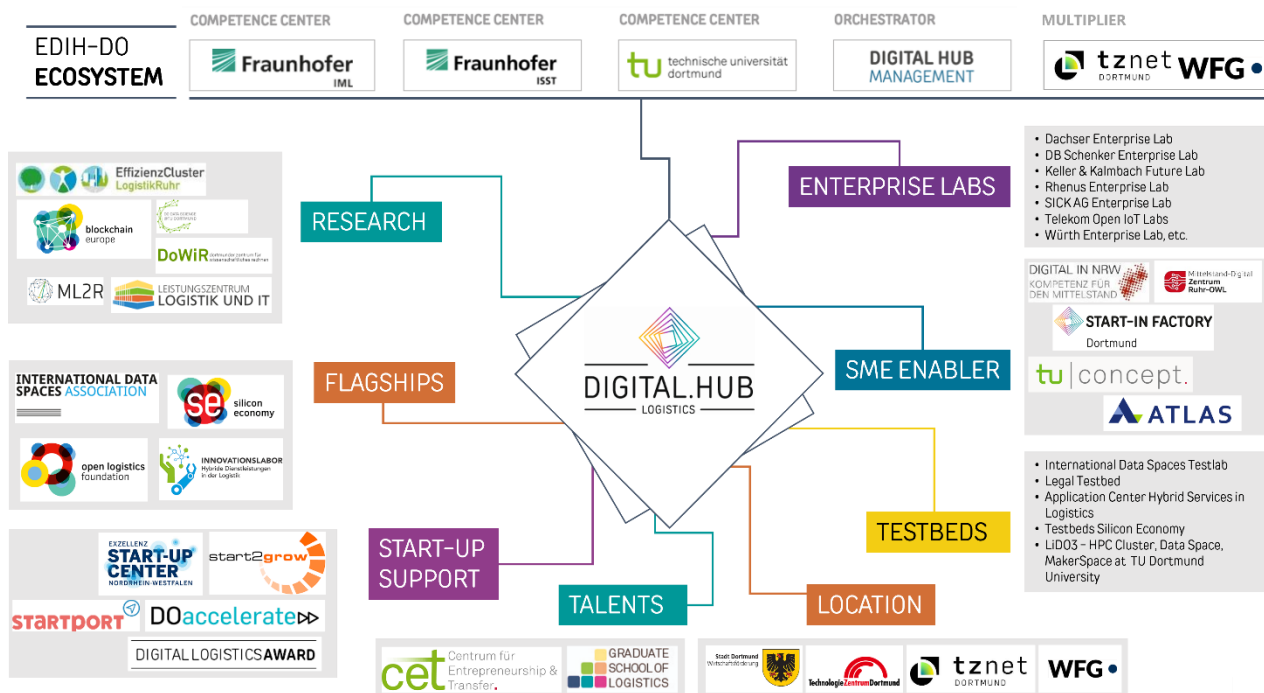 EDIH-DO
ECOSYSTEM
COMPETENCE CENTER
Fraunhofer
IML
COMPETENCE CENTER
Fraunhofer
ISST
COMPETENCE CENTER
tu technische universität
dortmund
ORCHESTRATOR
DIGITAL HUB
MANAGEMENT
MULTIPLIER
tznet
DORTMUND
WFG
EffizienzCluster
LogistikRuhr
blockchain
europe
DoWiR
ML2R
LEISTUNGSZENTRUM
LOGISTIK UND IT
RESEARCH
INTERNATIONAL DATA
SPACES ASSOCIATION
se silicon
economy
open logistics
foundation
INNOVATIONSLABOR
Hybride Dienstleistungen
in der Logistik
FLAGSHIPS
EXZELLENZ
START-UP
CENTER
NORDRHEIN-WESTFALEN
start2grow
STARTPORT
DOaccelerate
DIGITAL LOGISTICS AWARD
START-UP
SUPPORT
DIGITAL.HUB
LOGISTICS
ENTERPRISE LABS
• Dachser Enterprise Lab
• DB Schenker Enterprise Lab
• Keller & Kalmbach Future Lab
• Rhenus Enterprise Lab
• SICK AG Enterprise Lab
• Telekom Open IoT Labs
• Würth Enterprise Lab, etc.
SME ENABLER
DIGITAL IN NRW
KOMPETENZ FÜR
DEN MITTELSTAND
Mittelstand-Digital
Zentrum
Ruhr-OWL
START-IN FACTORY
Dortmund
tu|concept.
ATLAS
TESTBEDS
• International Data Spaces Testlab
• Legal Testbed
• Application Center Hybrid Services in
Logistics
• Testbeds Silicon Economy
• LiDO3 – HPC Cluster, Data Space,
MakerSpace at TU Dortmund
University
TALENTS
cet Centrum für
Entrepreneurship &
Transfer.
GRADUATE
SCHOOL OF
LOGISTICS
LOCATION
Stadt Dortmund
Wirtschaftsförderung
TechnologieZentrumDortmund
tznet
DORTMUND
WFG